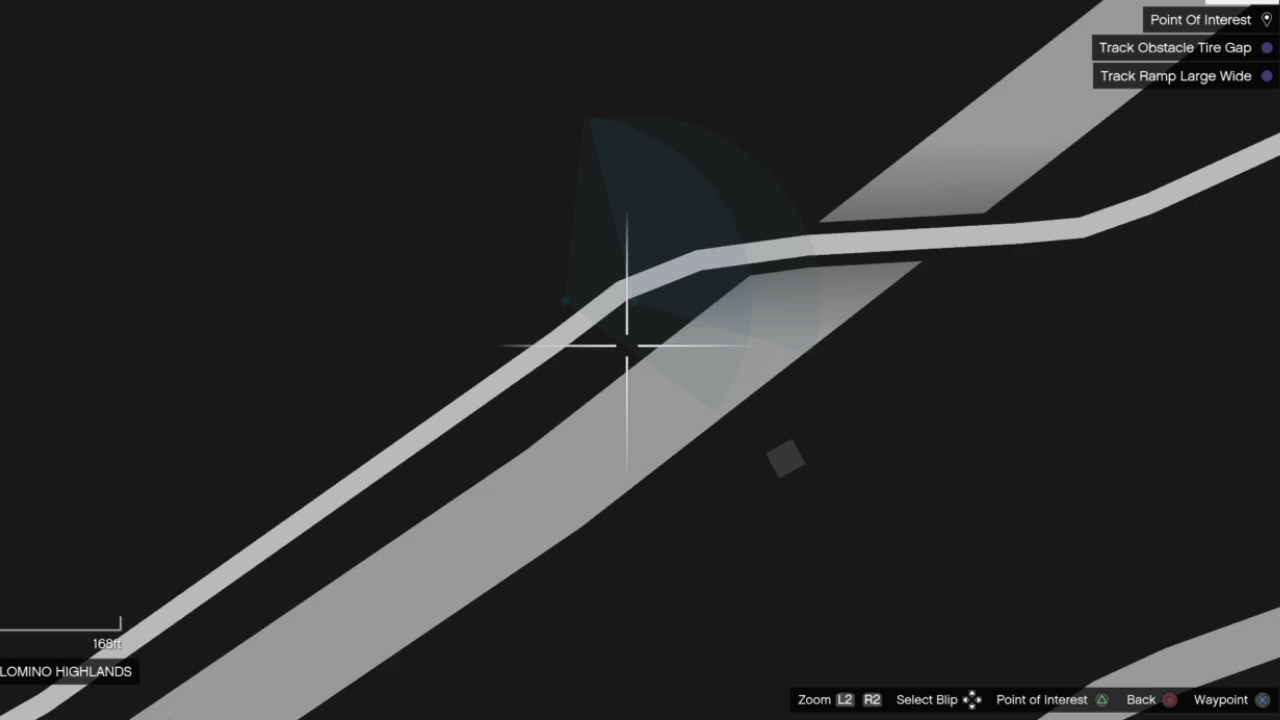 Point Of Interest
Track Obstacle Tire Gap
Track Ramp Large Wide
168ft
LOMINO HIGHLANDS
Zoom L2 R2 Select Blip Point of Interest Back Waypoint